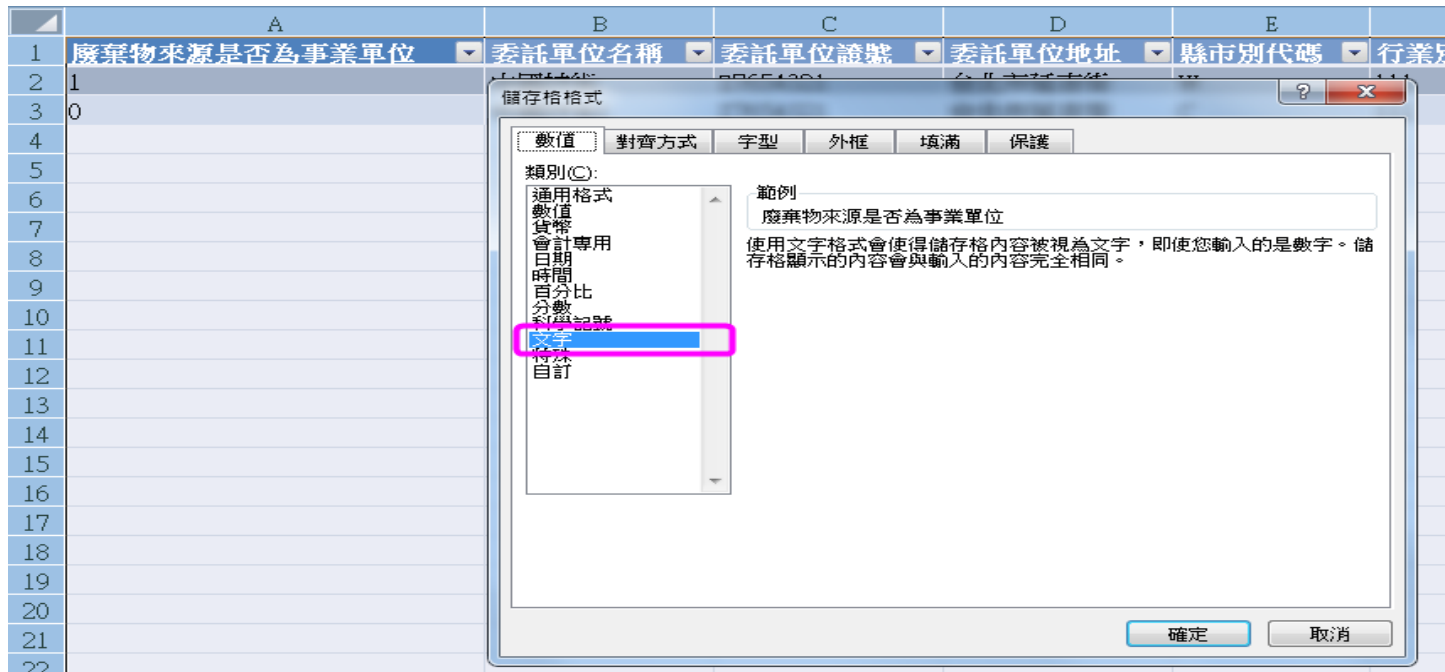 A B C D E
1 廢棄物來源是否為事業單位 委託單位名稱 委託單位證號 委託單位地址 縣市別代碼 行業
2 1
3 0
4
5
6
7
8
9
10
11
12
13
14
15
16
17
18
19
20
21
22
儲存格格式
數值 對齊方式 字型 外框 填滿 保護
類別(C):
通用格式
數值
貨幣
會計專用
日期
時間
百分比
分數
科學記號
文字
特殊
自訂
範例
廢棄物來源是否為事業單位
使用文字格式會使得儲存格內容被視為文字，即使您輸入的是數字。儲
存格顯示的內容會與輸入的內容完全相同。
確定 取消